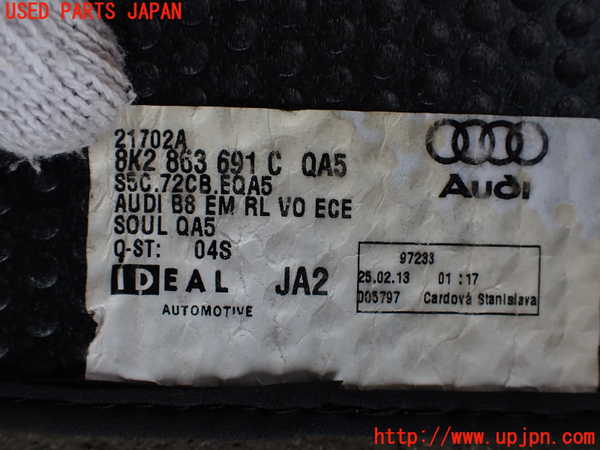 USED PARTS JAPAN
21702A
8K2 863 691 C QA5
S5C.72CB.EQA5
AUDI B8 EM RL VO ECE
SOUL QA5
Q-ST: 04S
IDEAL JA2
AUTOMOTIVE
Audi
97233
25.02.13 01:17
005797 Cardová Stanislava
http://www.upjpn.com/